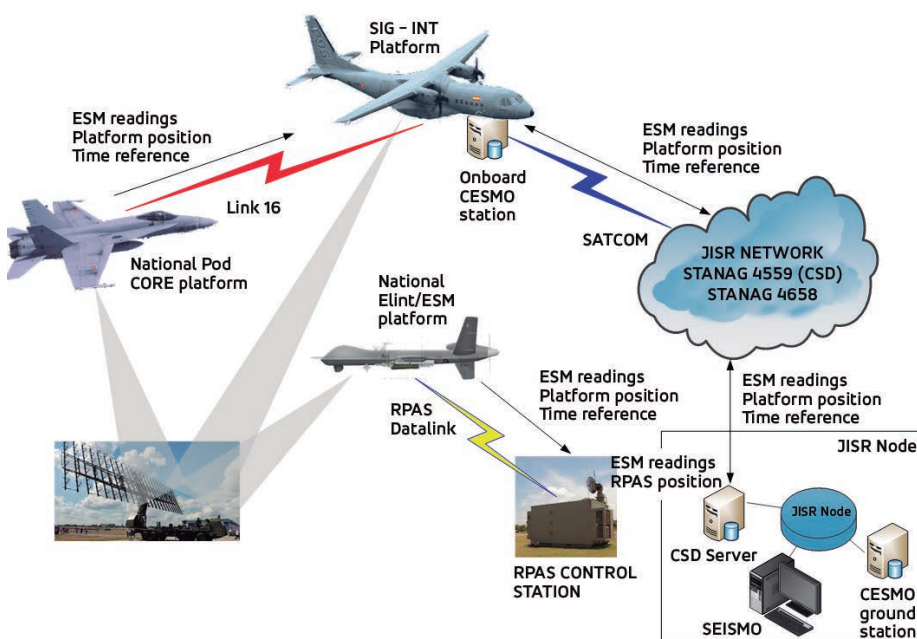 SIG – INT
Platform
ESM readings
Platform position
Time reference
ESM readings
Platform position
Time reference
Onboard
CESMO
station
Link 16
SATCOM
National Pod
CORE platform
JISR NETWORK
STANAG 4559 (CSD)
STANAG 4658
National
Elint/ESM
platform
ESM readings
Platform position
Time reference
ESM readings
Platform position
Time reference
RPAS
Datalink
JISR Node
ESM readings
RPAS position
JISR Node
CSD Server
RPAS CONTROL
STATION
SEISMO
CESMO
ground
station